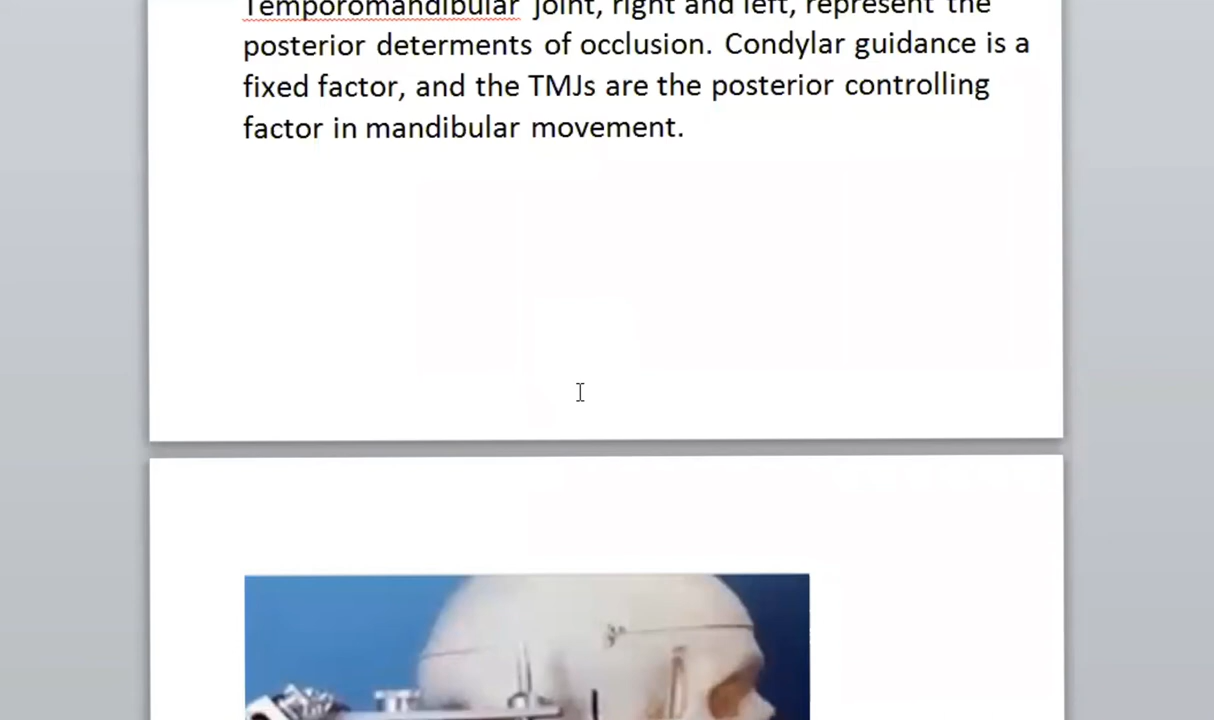 Temporomandibular joint, right and left, represent the
posterior determents of occlusion. Condylar guidance is a
fixed factor, and the TMJs are the posterior controlling
factor in mandibular movement.